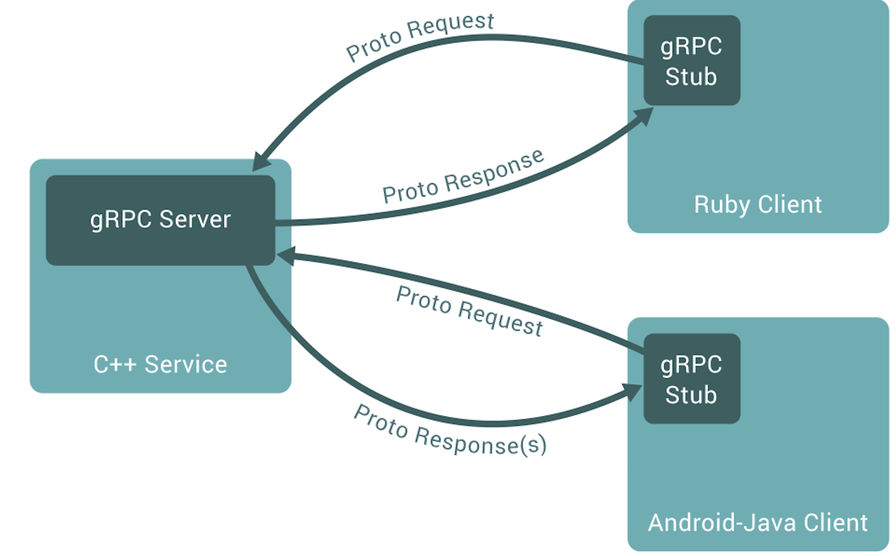 Proto Request
gRPC
Stub
Proto Response
Ruby Client
gRPC Server
C++ Service
Proto Request
gRPC
Stub
Proto Response(s)
Android-Java Client